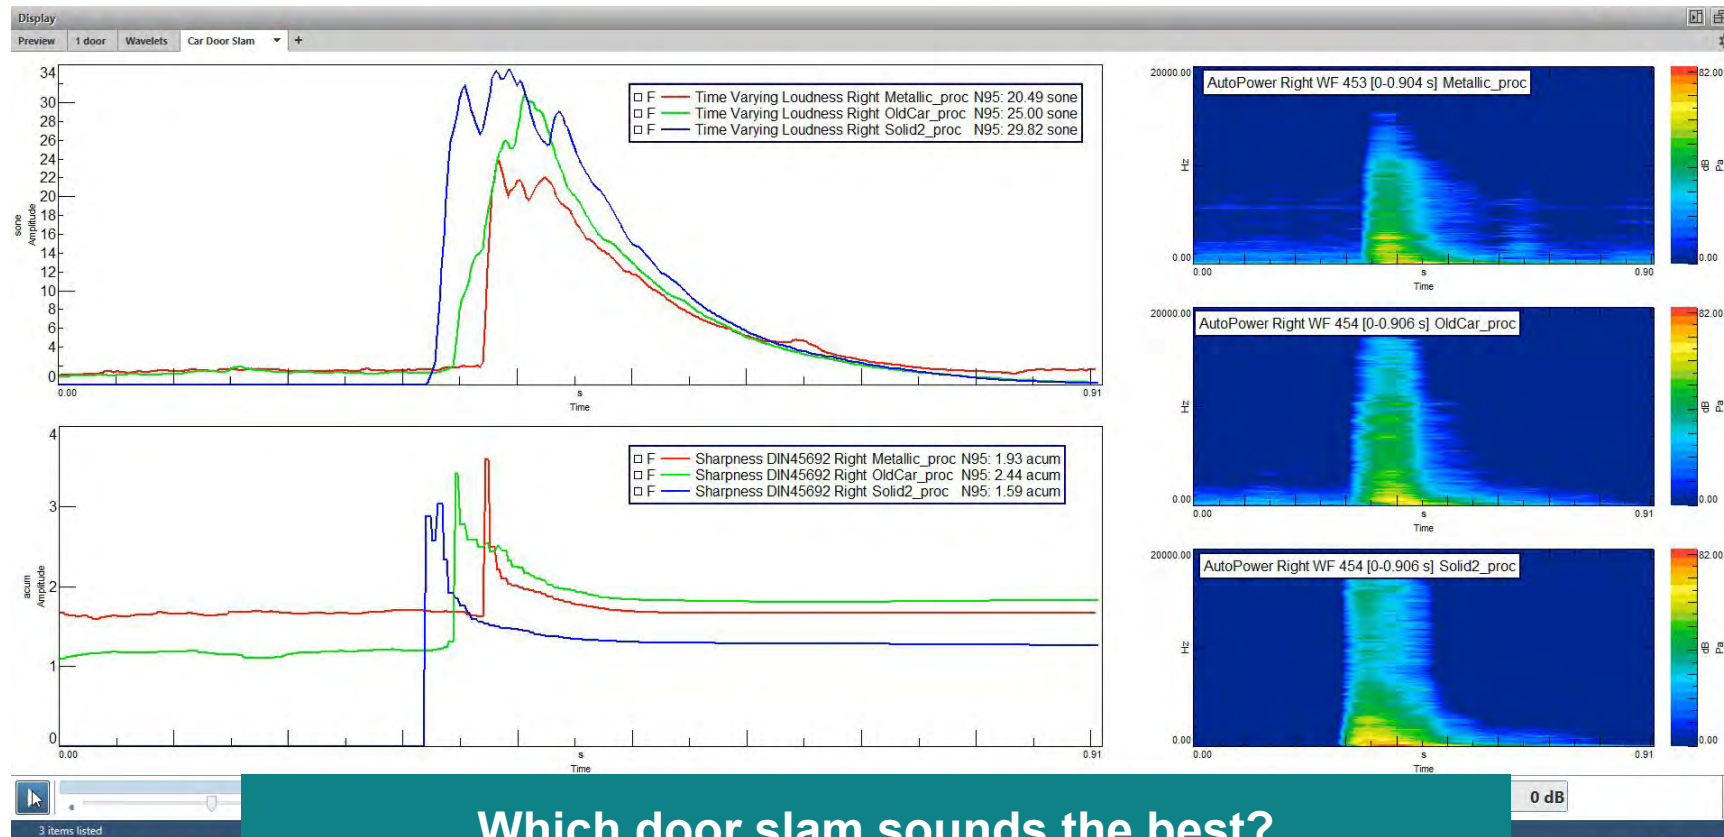 Display
Preview 1 door Wavelets Car Door Slam +
34
30
28
26
24
22
20
18
16
14
12
10
8
6
4
0
sone
Amplitude
F Time Varying Loudness Right Metallic_proc N95: 20.49 sone
F Time Varying Loudness Right OldCar_proc N95: 25.00 sone
F Time Varying Loudness Right Solid2_proc N95: 29.82 sone
0.00 s 0.91
Time
4
3
2
1
0
acum
Amplitude
F Sharpness DIN45692 Right Metallic_proc N95: 1.93 acum
F Sharpness DIN45692 Right OldCar_proc N95: 2.44 acum
F Sharpness DIN45692 Right Solid2_proc N95: 1.59 acum
0.00 s 0.91
Time
20000.00
AutoPower Right WF 453 [0-0.904 s] Metallic_proc
Hz
0.00
0.00 s 0.90
Time
82.00
dB
Pa
0.00
20000.00
AutoPower Right WF 454 [0-0.906 s] OldCar_proc
Hz
0.00
0.00 s 0.91
Time
82.00
dB
Pa
0.00
20000.00
AutoPower Right WF 454 [0-0.906 s] Solid2_proc
Hz
0.00
0.00 s 0.91
Time
82.00
dB
Pa
0.00
0 dB
3 items listed
Which door slam sounds the best?